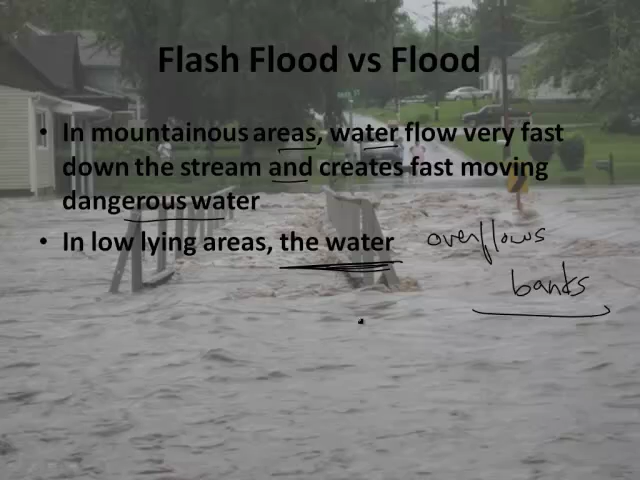 Flash Flood vs Flood
• In mountainous areas, water flow very fast
down the stream and creates fast moving
dangerous water
• In low lying areas, the water overflows
banks